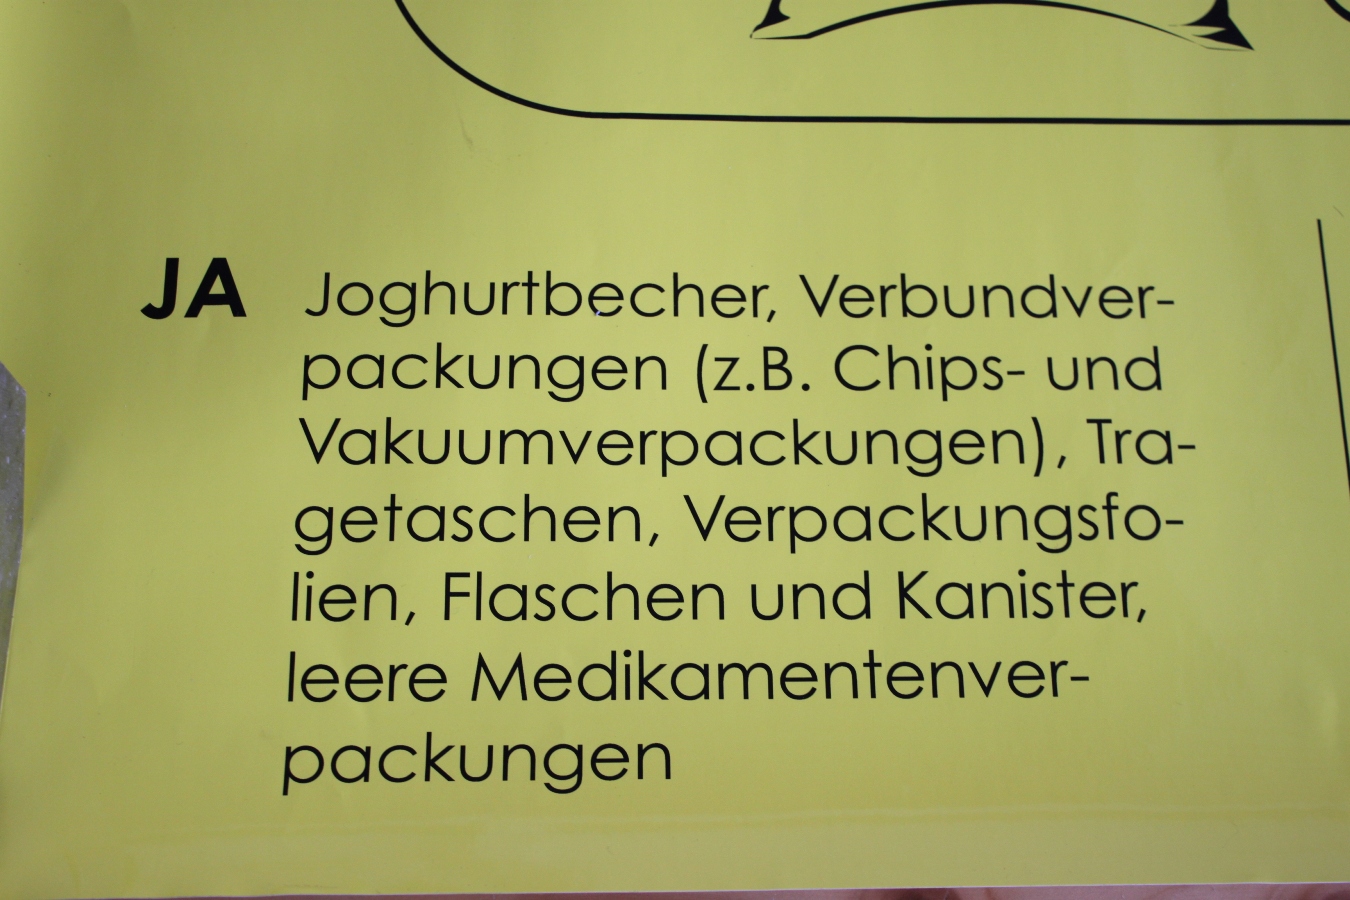 JA Joghurtbecher, Verbundver-
packungen (z.B. Chips- und
Vakuumverpackungen), Tra-
getaschen, Verpackungsfo-
lien, Flaschen und Kanister,
leere Medikamentenver-
packungen